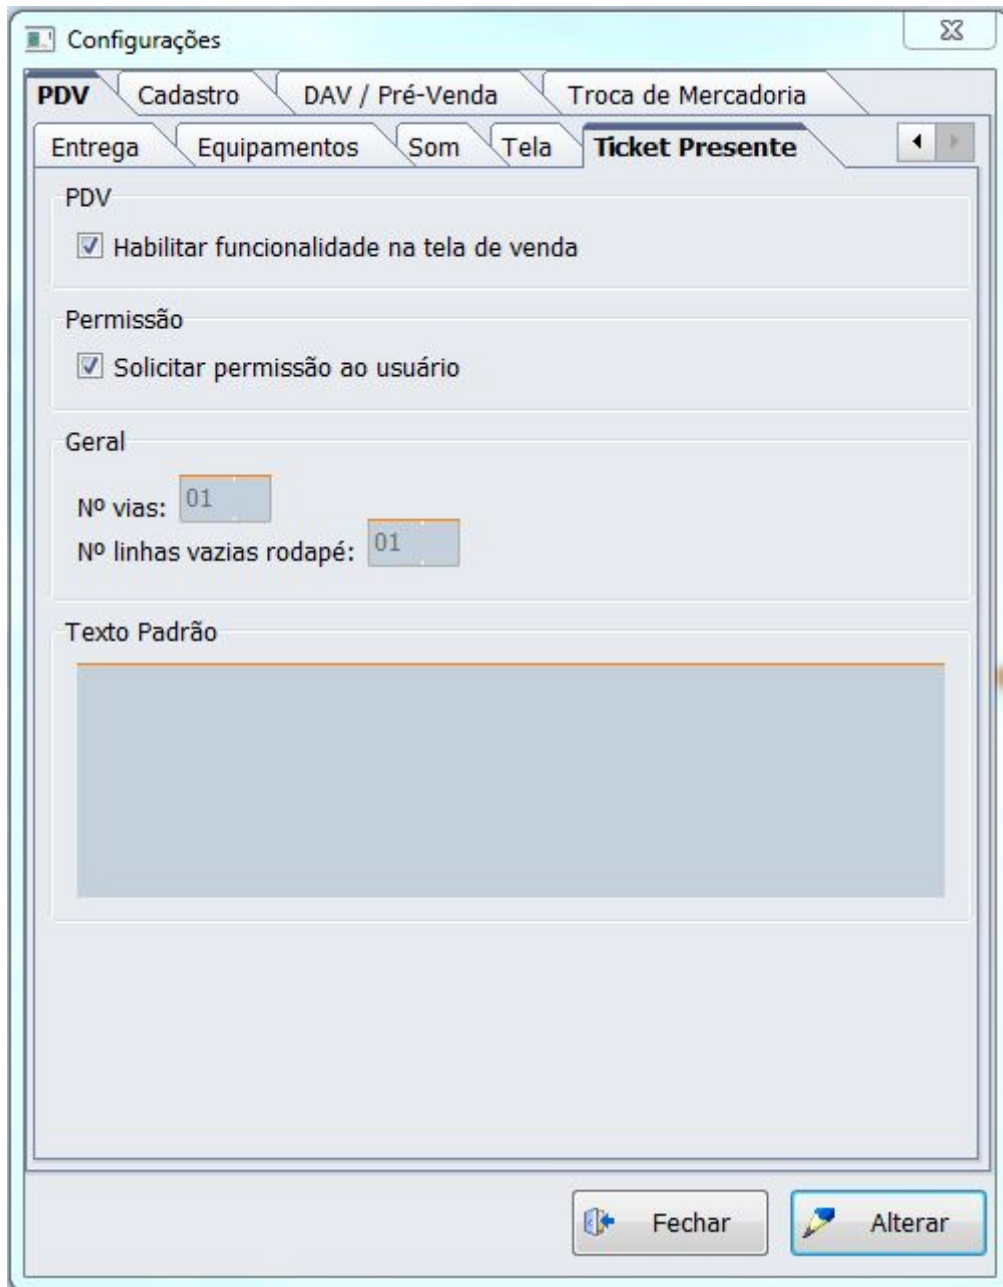 Configurações
PDV Cadastro DAV / Pré-Venda Troca de Mercadoria
Entrega Equipamentos Som Tela Ticket Presente
PDV
Habilitar funcionalidade na tela de venda
Permissão
Solicitar permissão ao usuário
Geral
Nº vias: 01
Nº linhas vazias rodapé: 01
Texto Padrão
Fechar Alterar